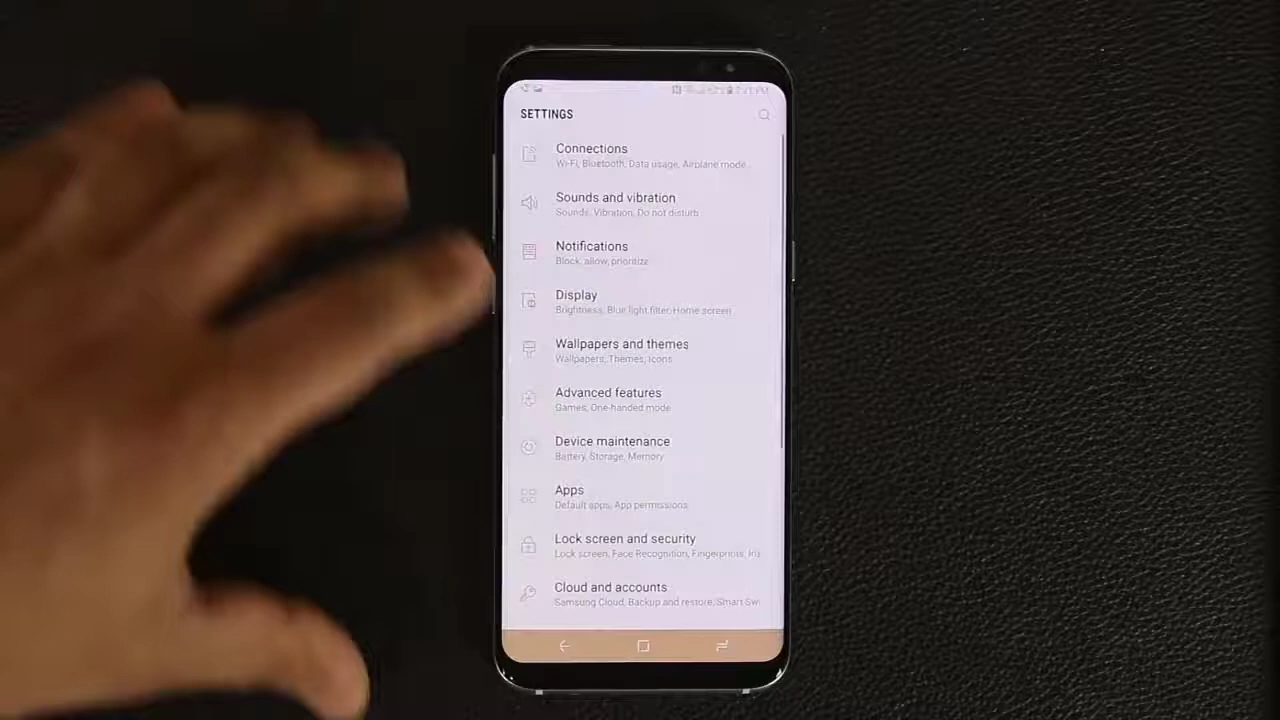 SETTINGS
Connections
Wi-Fi, Bluetooth, Data usage, Airplane mode...
Sounds and vibration
Sounds, Vibration, Do not disturb
Notifications
Block, allow, prioritize
Display
Brightness, Blue light filter, Home screen
Wallpapers and themes
Wallpapers, Themes, Icons
Advanced features
Games, One-handed mode
Device maintenance
Battery, Storage, Memory
Apps
Default apps, App permissions
Lock screen and security
Lock screen, Face Recognition, Fingerprints, Iris
Cloud and accounts
Samsung Cloud, Backup and restore, Smart Swi